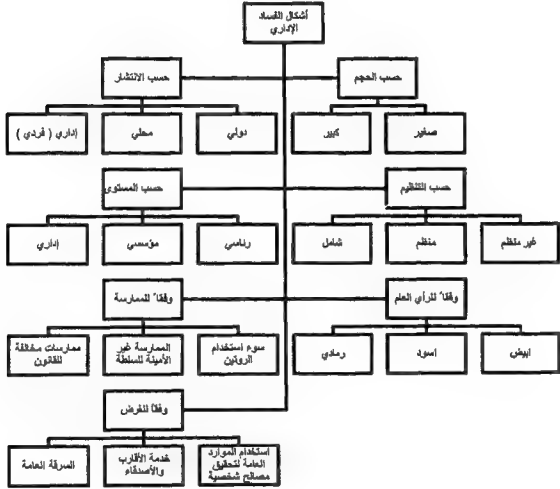 أشكال الفساد
الإداري
حسب الحجم
حسب الانتشار
صغير
كبير
دولي
محلي
إداري ( فردي )
حسب التنظيم
حسب المستوى
غير منظم
منظم
شامل
رئاسي
مؤسسي
إداري
وفقاً للرأي العام
وفقاً للممارسة
ابيض
اسود
رمادي
سوء استخدام
الروتين
الممارسة غير
الأمينة للسلطة
ممارسات مخالفة
للقانون
وفقاً للغرض
استخدام الموارد
العامة لتحقيق
مصالح شخصية
خدمة الأقارب
والأصدقاء
السرقة العامة